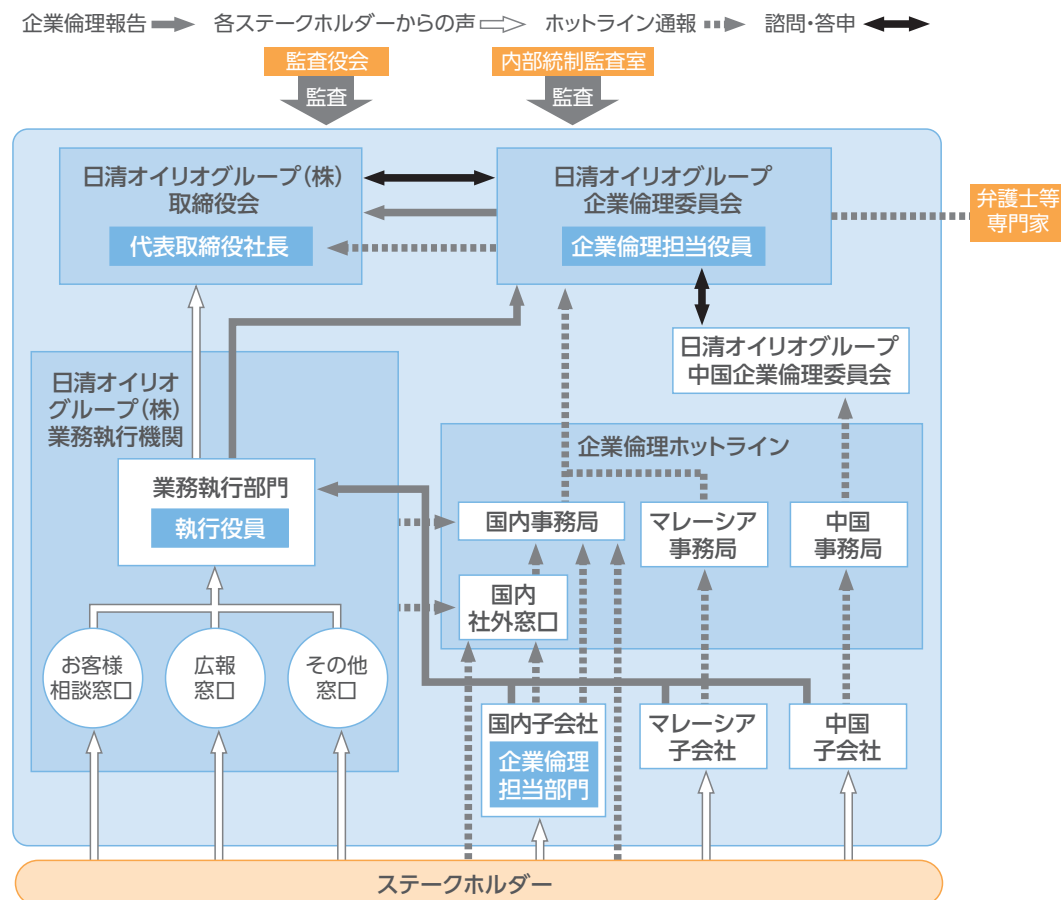 企業倫理報告 各ステークホルダーからの声 ホットライン通報 諮問・答申
監査役会
内部統制監査室
監査
監査
日清オイリオグループ(株)
取締役会
代表取締役社長
日清オイリオグループ
企業倫理委員会
企業倫理担当役員
弁護士等
専門家
日清オイリオグループ
中国企業倫理委員会
日清オイリオ
グループ(株)
業務執行機関
業務執行部門
執行役員
企業倫理ホットライン
国内事務局
マレーシア
事務局
中国
事務局
国内
社外窓口
お客様
相談窓口
広報
窓口
その他
窓口
国内子会社
企業倫理
担当部門
マレーシア
子会社
中国
子会社
ステークホルダー